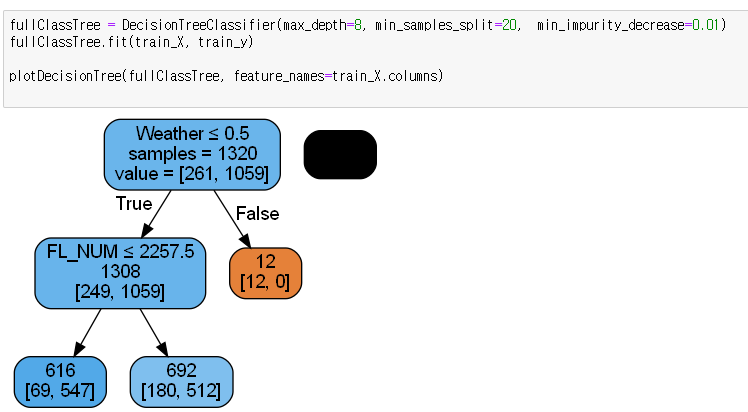 fullClassTree = DecisionTreeClassifier(max_depth=8, min_samples_split=20,  min_impurity_decrease=0.01)
fullClassTree.fit(train_X, train_y)
plotDecisionTree(fullClassTree, feature_names=train_X.columns)
Weather ≤ 0.5
samples = 1320
value = [261, 1059]
True
False
FL_NUM ≤ 2257.5
1308
[249, 1059]
12
[12, 0]
616
[69, 547]
692
[180, 512]